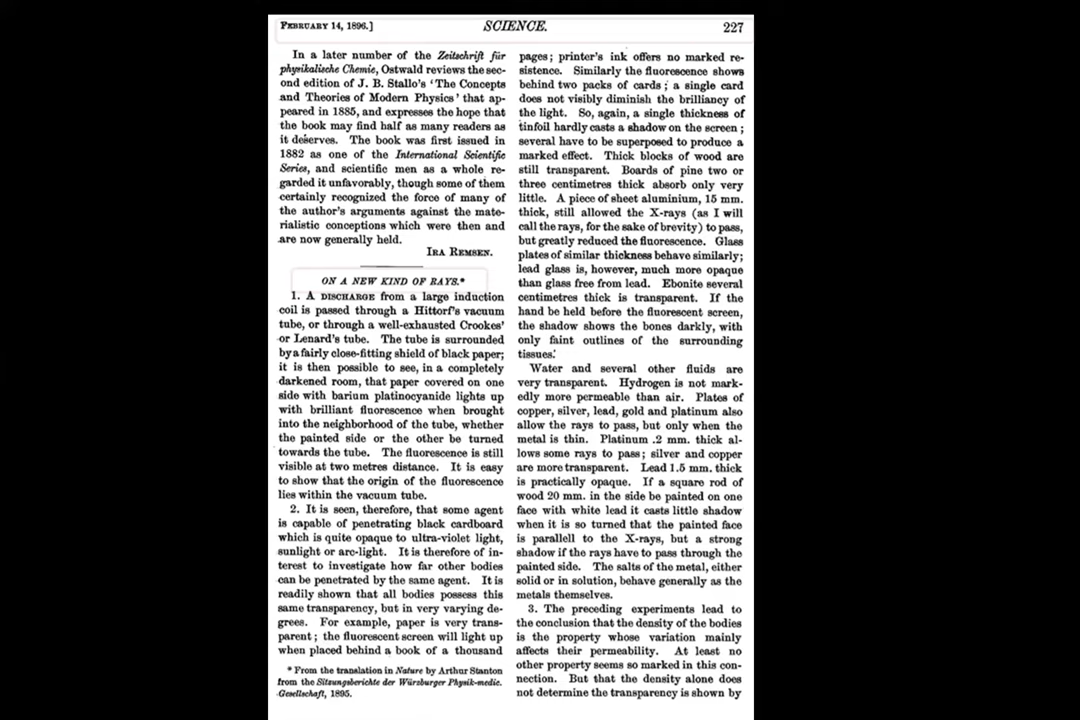 FEBRUARY 14, 1896.] SCIENCE. 227
In a later number of the Zeitschrift für
physikalische Chemie, Ostwald reviews the sec-
ond edition of J. B. Stallo's 'The Concepts
and Theories of Modern Physics' that ap-
peared in 1885, and expresses the hope that
the book may find half as many readers as
it deserves. The book was first issued in
1882 as one of the International Scientific
Series, and scientific men as a whole re-
garded it unfavorably, though some of them
certainly recognized the force of many of
the author's arguments against the mate-
rialistic conceptions which were then and
are now generally held.
IRA REMSEN.
ON A NEW KIND OF RAYS.*
1. A DISCHARGE from a large induction
coil is passed through a Hittorf's vacuum
tube, or through a well-exhausted Crookes'
or Lenard's tube. The tube is surrounded
by a fairly close-fitting shield of black paper;
it is then possible to see, in a completely
darkened room, that paper covered on one
side with barium platinocyanide lights up
with brilliant fluorescence when brought
into the neighborhood of the tube, whether
the painted side or the other be turned
towards the tube. The fluorescence is still
visible at two metres distance. It is easy
to show that the origin of the fluorescence
lies within the vacuum tube.
2. It is seen, therefore, that some agent
is capable of penetrating black cardboard
which is quite opaque to ultra-violet light,
sunlight or arc-light. It is therefore of in-
terest to investigate how far other bodies
can be penetrated by the same agent. It is
readily shown that all bodies possess this
same transparency, but in very varying de-
grees. For example, paper is very trans-
parent; the fluorescent screen will light up
when placed behind a book of a thousand
* From the translation in Nature by Arthur Stanton
from the Sitzungsberichte der Würzburger Physik-medic.
Gesellschaft, 1895.
pages; printer's ink offers no marked re-
sistence. Similarly the fluorescence shows
behind two packs of cards; a single card
does not visibly diminish the brilliancy of
the light. So, again, a single thickness of
tinfoil hardly casts a shadow on the screen;
several have to be superposed to produce a
marked effect. Thick blocks of wood are
still transparent. Boards of pine two or
three centimetres thick absorb only very
little. A piece of sheet aluminium, 15 mm.
thick, still allowed the X-rays (as I will
call the rays, for the sake of brevity) to pass,
but greatly reduced the fluorescence. Glass
plates of similar thickness behave similarly;
lead glass is, however, much more opaque
than glass free from lead. Ebonite several
centimetres thick is transparent. If the
hand be held before the fluorescent screen,
the shadow shows the bones darkly, with
only faint outlines of the surrounding
tissues.
Water and several other fluids are
very transparent. Hydrogen is not mark-
edly more permeable than air. Plates of
copper, silver, lead, gold and platinum also
allow the rays to pass, but only when the
metal is thin. Platinum .2 mm. thick al-
lows some rays to pass; silver and copper
are more transparent. Lead 1.5 mm. thick
is practically opaque. If a square rod of
wood 20 mm. in the side be painted on one
face with white lead it casts little shadow
when it is so turned that the painted face
is parallell to the X-rays, but a strong
shadow if the rays have to pass through the
painted side. The salts of the metal, either
solid or in solution, behave generally as the
metals themselves.
3. The preceding experiments lead to
the conclusion that the density of the bodies
is the property whose variation mainly
affects their permeability. At least no
other property seems so marked in this con-
nection. But that the density alone does
not determine the transparency is shown by